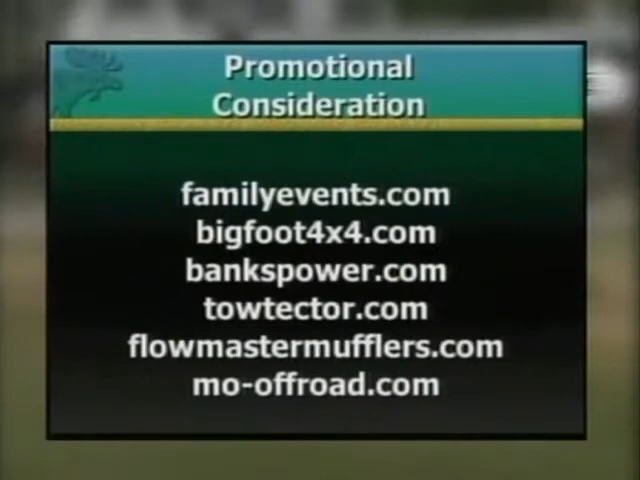 Promotional
Consideration
familyevents.com
bigfoot4x4.com
bankspower.com
towtector.com
flowmastermufflers.com
mo-offroad.com